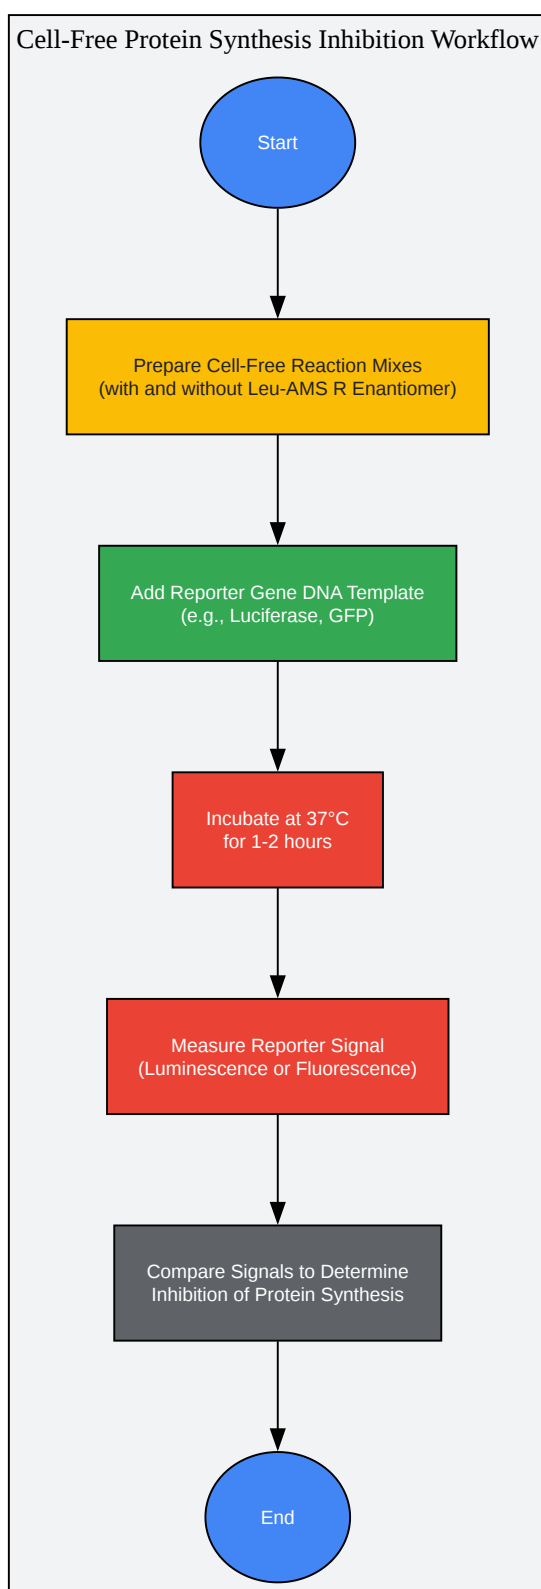 Cell-Free Protein Synthesis Inhibition Workflow
Start
Prepare Cell-Free Reaction Mixes
(with and without Leu-AMS R Enantiomer)
Add Reporter Gene DNA Template
(e.g., Luciferase, GFP)
Incubate at 37°C
for 1-2 hours
Measure Reporter Signal
(Luminescence or Fluorescence)
Compare Signals to Determine
Inhibition of Protein Synthesis
End